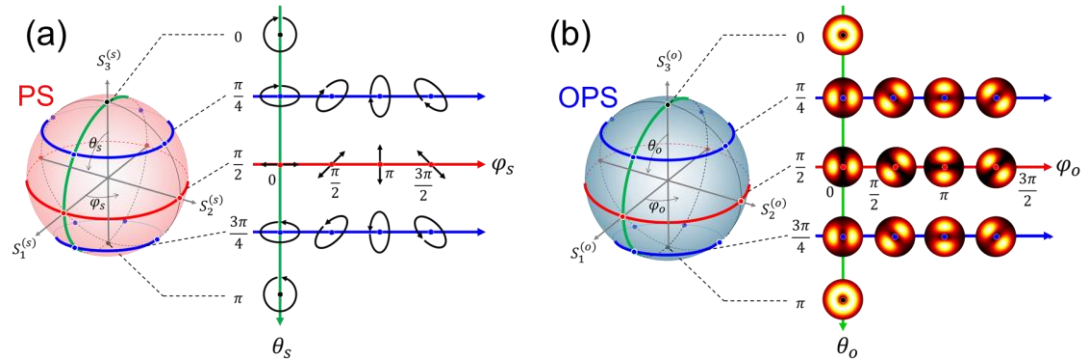 (a)
PS
S₃⁽ˢ⁾
θₛ
φₛ
S₂⁽ˢ⁾
S₁⁽ˢ⁾
0
π/4
π/2
3π/4
π
0
π/2
π
3π/2
φₛ
θₛ
(b)
OPS
S₃⁽ᵒ⁾
θₒ
φₒ
S₂⁽ᵒ⁾
S₁⁽ᵒ⁾
0
π/4
π/2
3π/4
π
0
π/2
π
3π/2
φₒ
θₒ